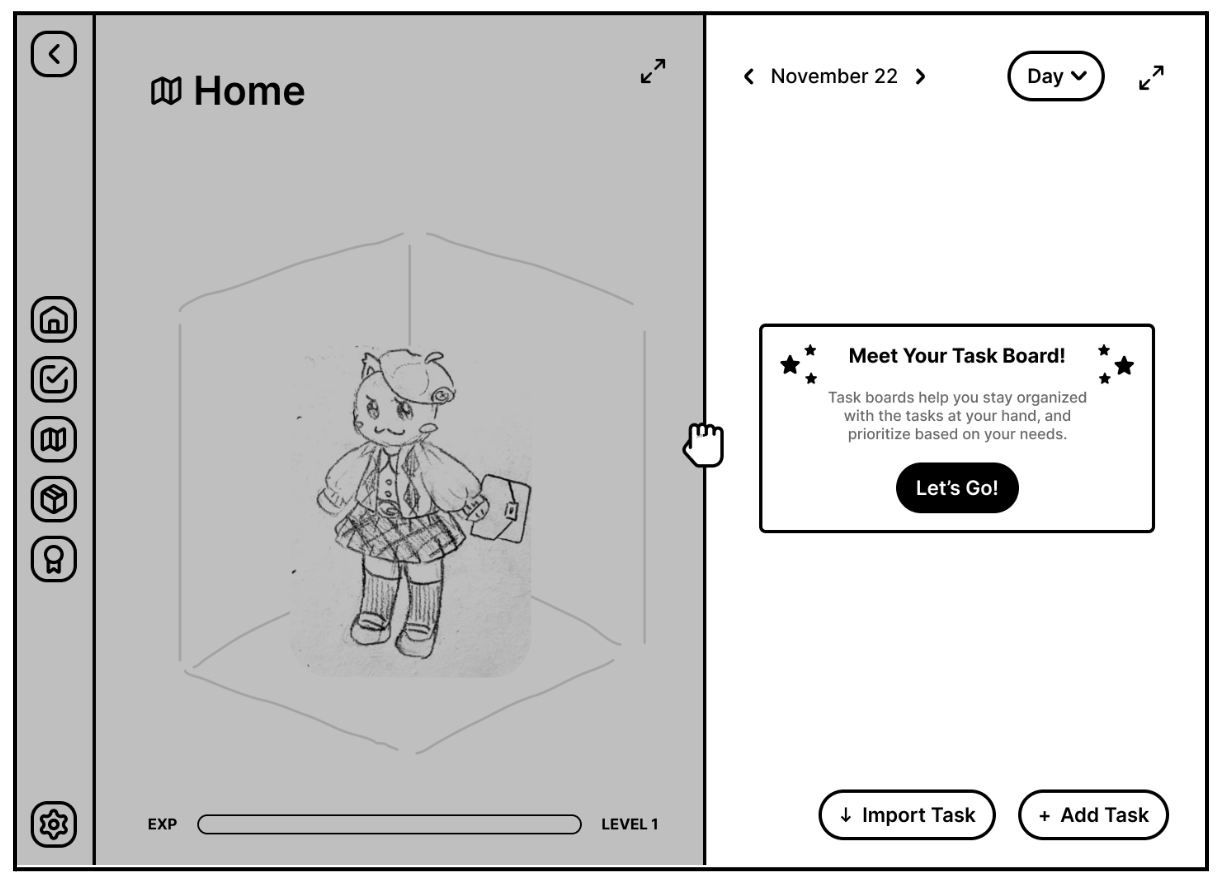 Home
November 22
Day
Meet Your Task Board!
Task boards help you stay organized
with the tasks at your hand, and
prioritize based on your needs.
Let's Go!
EXP
LEVEL 1
↓ Import Task
+ Add Task